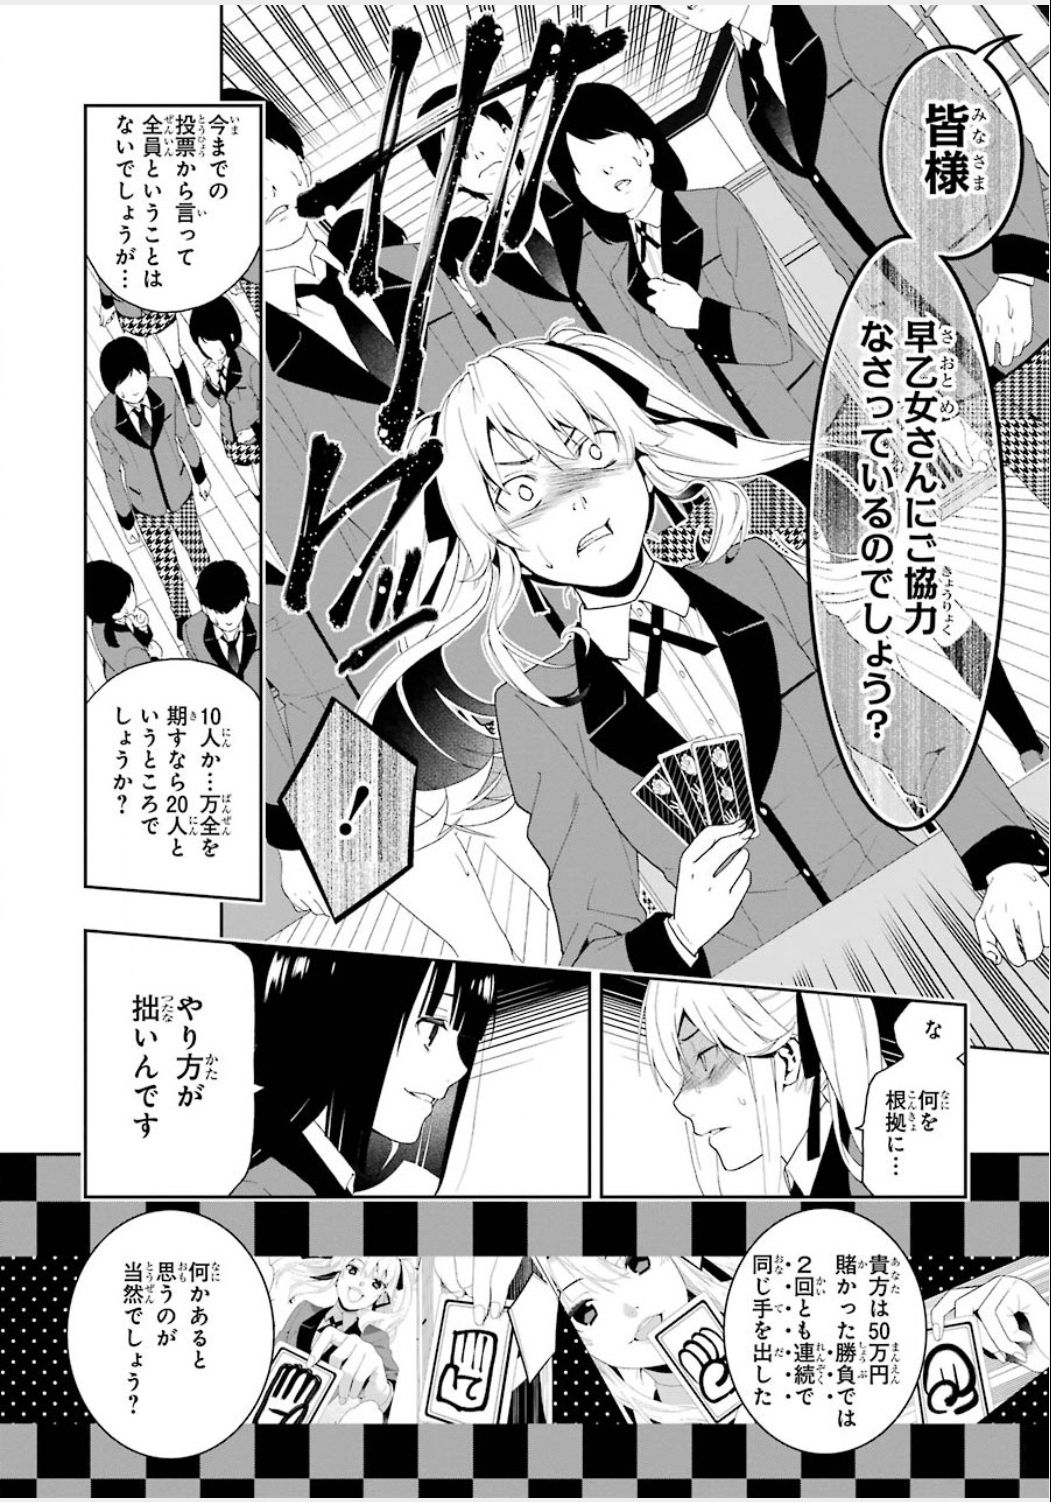 皆様
早乙女さんにご協力
なさっているのでしょう?
今までの
投票から言って
全員ということは
ないでしょうが…
10人か…万全を
期すなら20人と
いうところで
しょうか?
!
な
何を
根拠に…
やり方が
拙いんです
貴方は50万円
賭かった勝負では
2回とも連続で
同じ手を出した
何かあると
思うのが
当然でしょう?